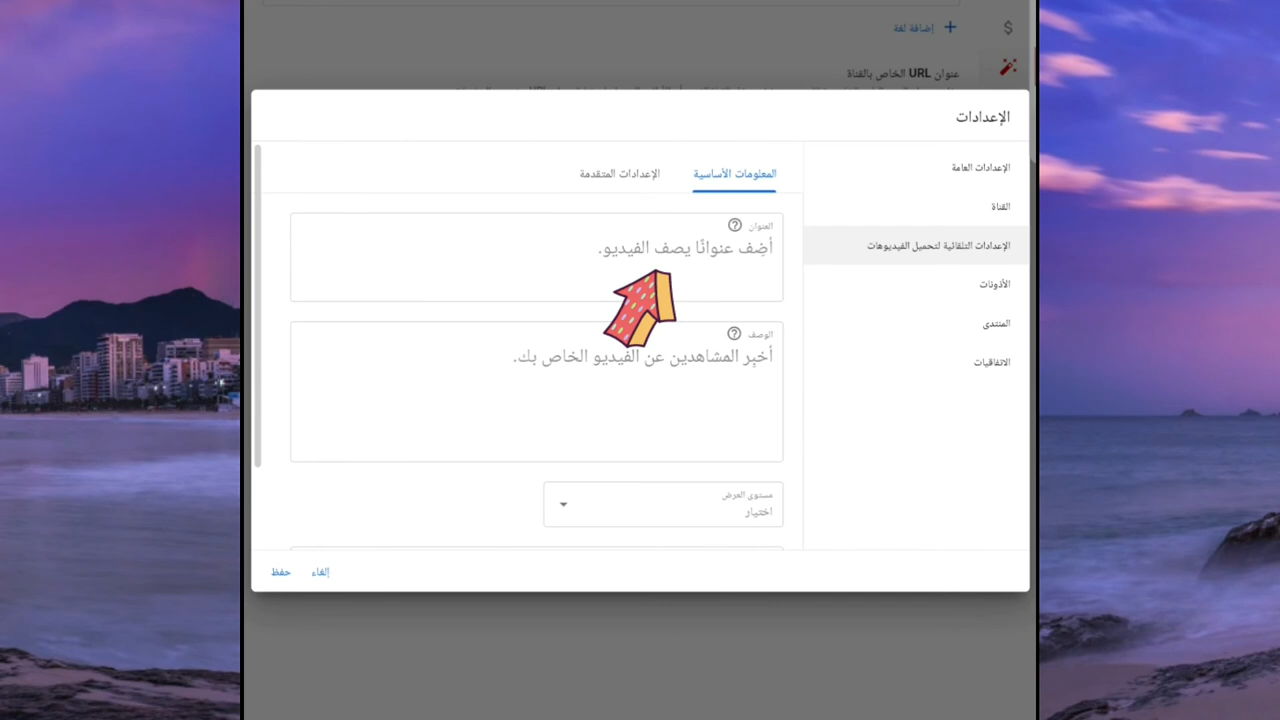 إضافة لغة
عنوان URL الخاص بالقناة
الإعدادات
الإعدادات العامة
القناة
الإعدادات التلقائية لتحميل الفيديوهات
الأذونات
المنتدى
الاتفاقيات
المعلومات الأساسية
الإعدادات المتقدمة
العنوان
أضِف عنوانًا يصف الفيديو.
الوصف
أخبِر المشاهدين عن الفيديو الخاص بك.
مستوى العرض
اختيار
إلغاء
حفظ